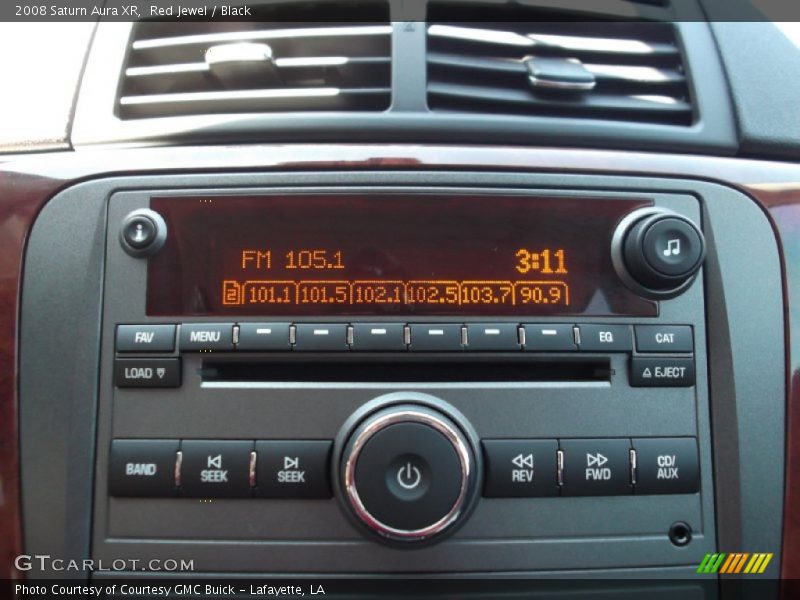 2008 Saturn Aura XR, Red Jewel / Black
i
FM 105.1 3:11
2 101.1 101.5 102.1 102.5 103.7 90.9
FAV MENU EQ CAT
LOAD EJECT
BAND SEEK SEEK REV FWD CD/AUX
GTCARLOT.COM
Photo Courtesy of Courtesy GMC Buick - Lafayette, LA